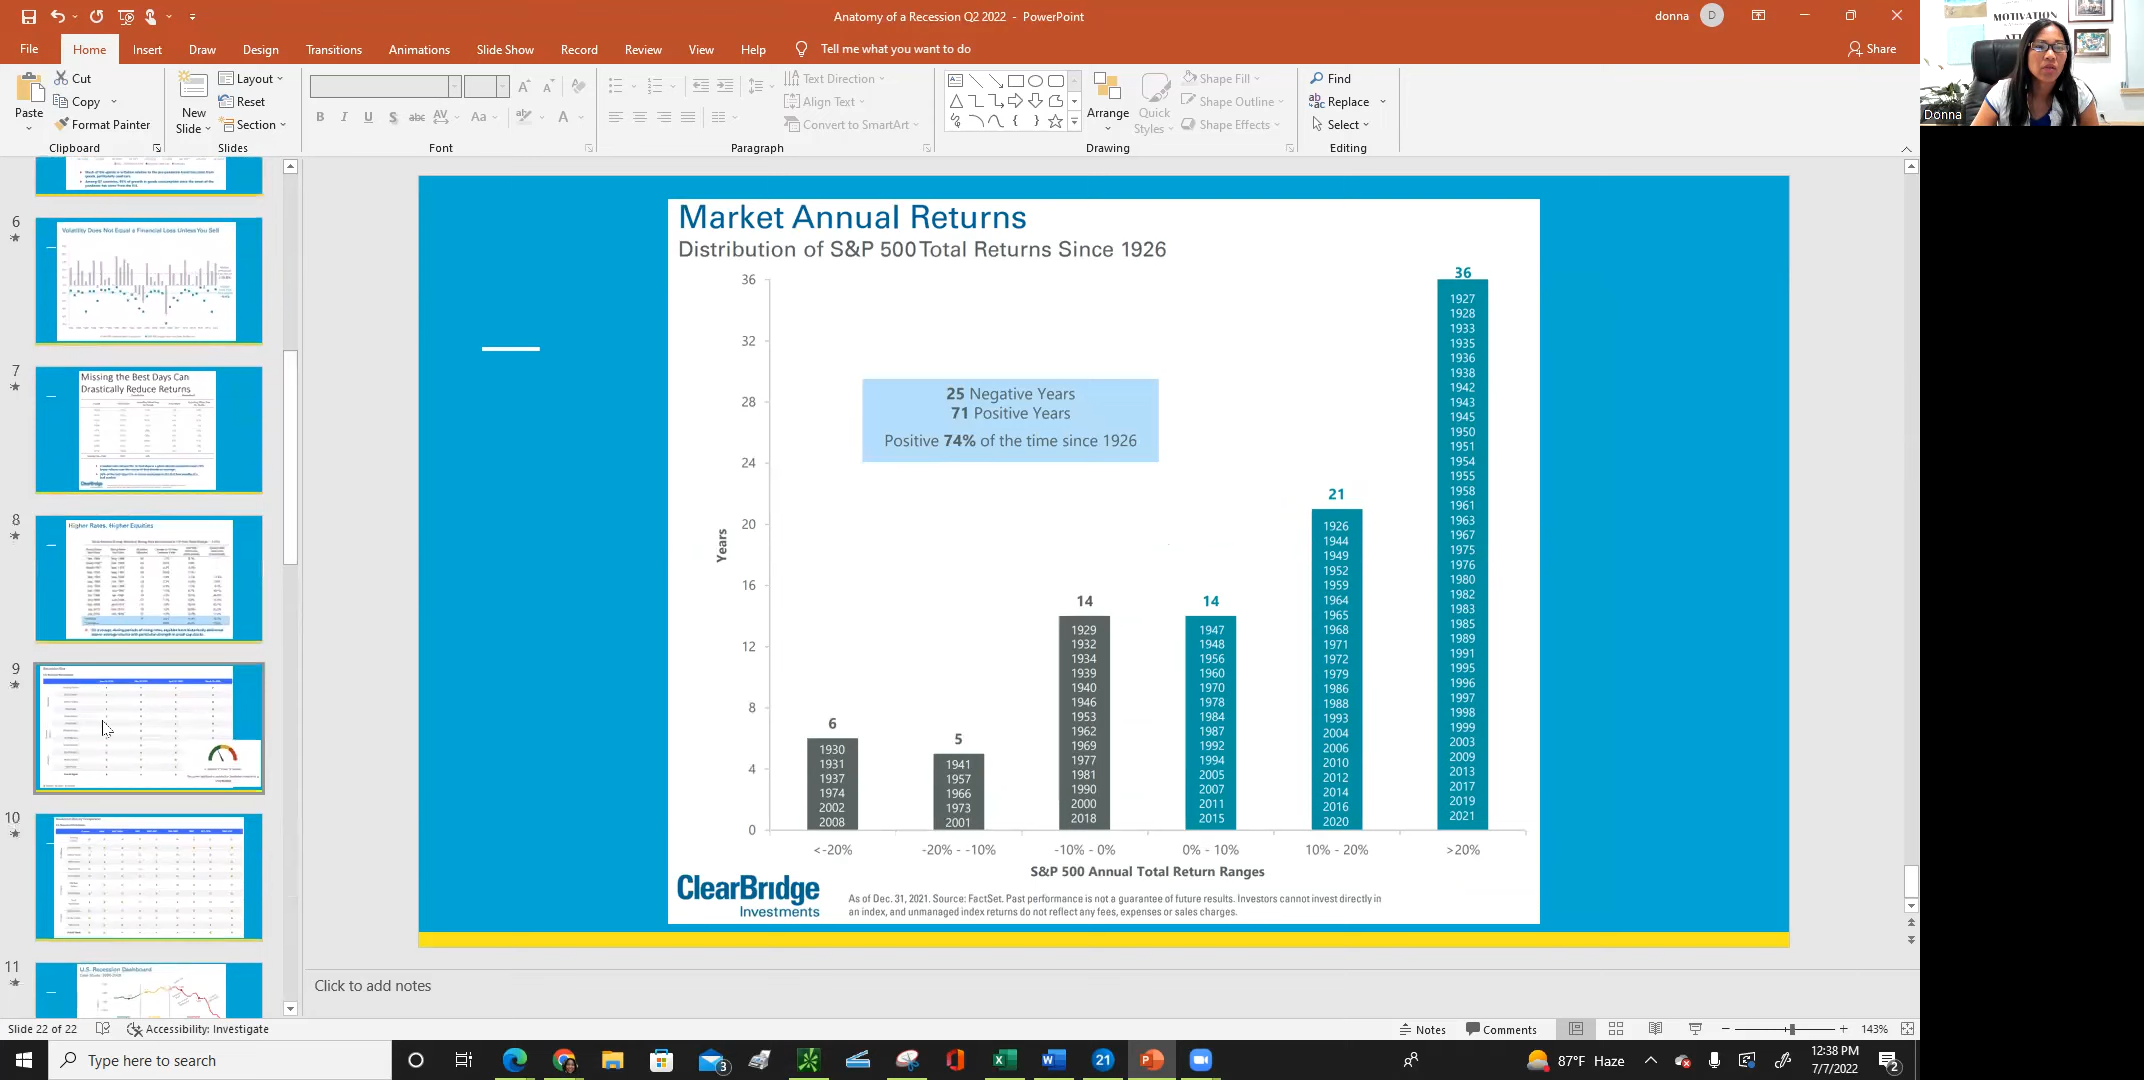 Anatomy of a Recession Q2 2022 - PowerPoint
donna
D
File
Home
Insert
Draw
Design
Transitions
Animations
Slide Show
Record
Review
View
Help
Tell me what you want to do
Share
Paste
Cut
Copy
Format Painter
Clipboard
New Slide
Layout
Reset
Section
Slides
Font
Text Direction
Align Text
Convert to SmartArt
Paragraph
Arrange
Quick Styles
Shape Fill
Shape Outline
Shape Effects
Drawing
Find
Replace
Select
Editing
MOTIVATION
Donna
6
Volatility Does Not Equal a Financial Loss Unless You Sell
7
Missing the Best Days Can
Drastically Reduce Returns
8
Higher Rates, Higher Equities
9
10
11
U.S. Recession Dashboard
Market Annual Returns
Distribution of S&P 500 Total Returns Since 1926
25 Negative Years
71 Positive Years
Positive 74% of the time since 1926
Years
36
32
28
24
20
16
12
8
4
0
6
1930
1931
1937
1974
2002
2008
<-20%
5
1941
1957
1966
1973
2001
-20% - -10%
14
1929
1932
1934
1939
1940
1946
1953
1962
1969
1977
1981
1990
2000
2018
-10% - 0%
14
1947
1948
1956
1960
1970
1978
1984
1987
1992
1994
2005
2007
2011
2015
0% - 10%
21
1926
1944
1949
1952
1959
1964
1965
1968
1971
1972
1979
1986
1988
1993
2004
2006
2010
2012
2014
2016
2020
10% - 20%
36
1927
1928
1933
1935
1936
1938
1942
1943
1945
1950
1951
1954
1955
1958
1961
1963
1967
1975
1976
1980
1982
1983
1985
1989
1991
1995
1996
1997
1998
1999
2003
2009
2013
2017
2019
2021
>20%
S&P 500 Annual Total Return Ranges
ClearBridge
Investments
As of Dec. 31, 2021. Source: FactSet. Past performance is not a guarantee of future results. Investors cannot invest directly in
an index, and unmanaged index returns do not reflect any fees, expenses or sales charges.
Click to add notes
Slide 22 of 22
Accessibility: Investigate
Notes
Comments
143%
Type here to search
3
21
87°F Haze
12:38 PM
7/7/2022
2